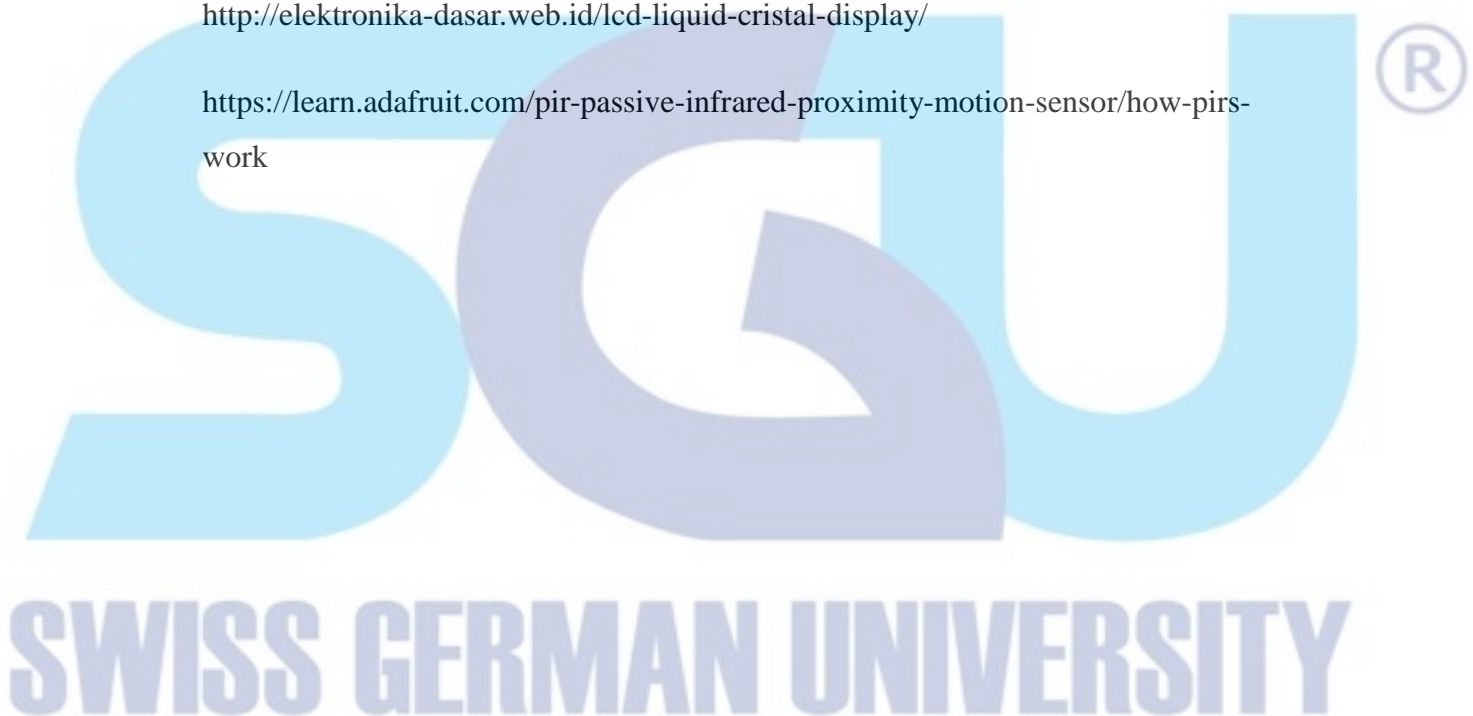 http://elektronika-dasar.web.id/lcd-liquid-cristal-display/
https://learn.adafruit.com/pir-passive-infrared-proximity-motion-sensor/how-pirs-
work
SGU ®
SWISS GERMAN UNIVERSITY